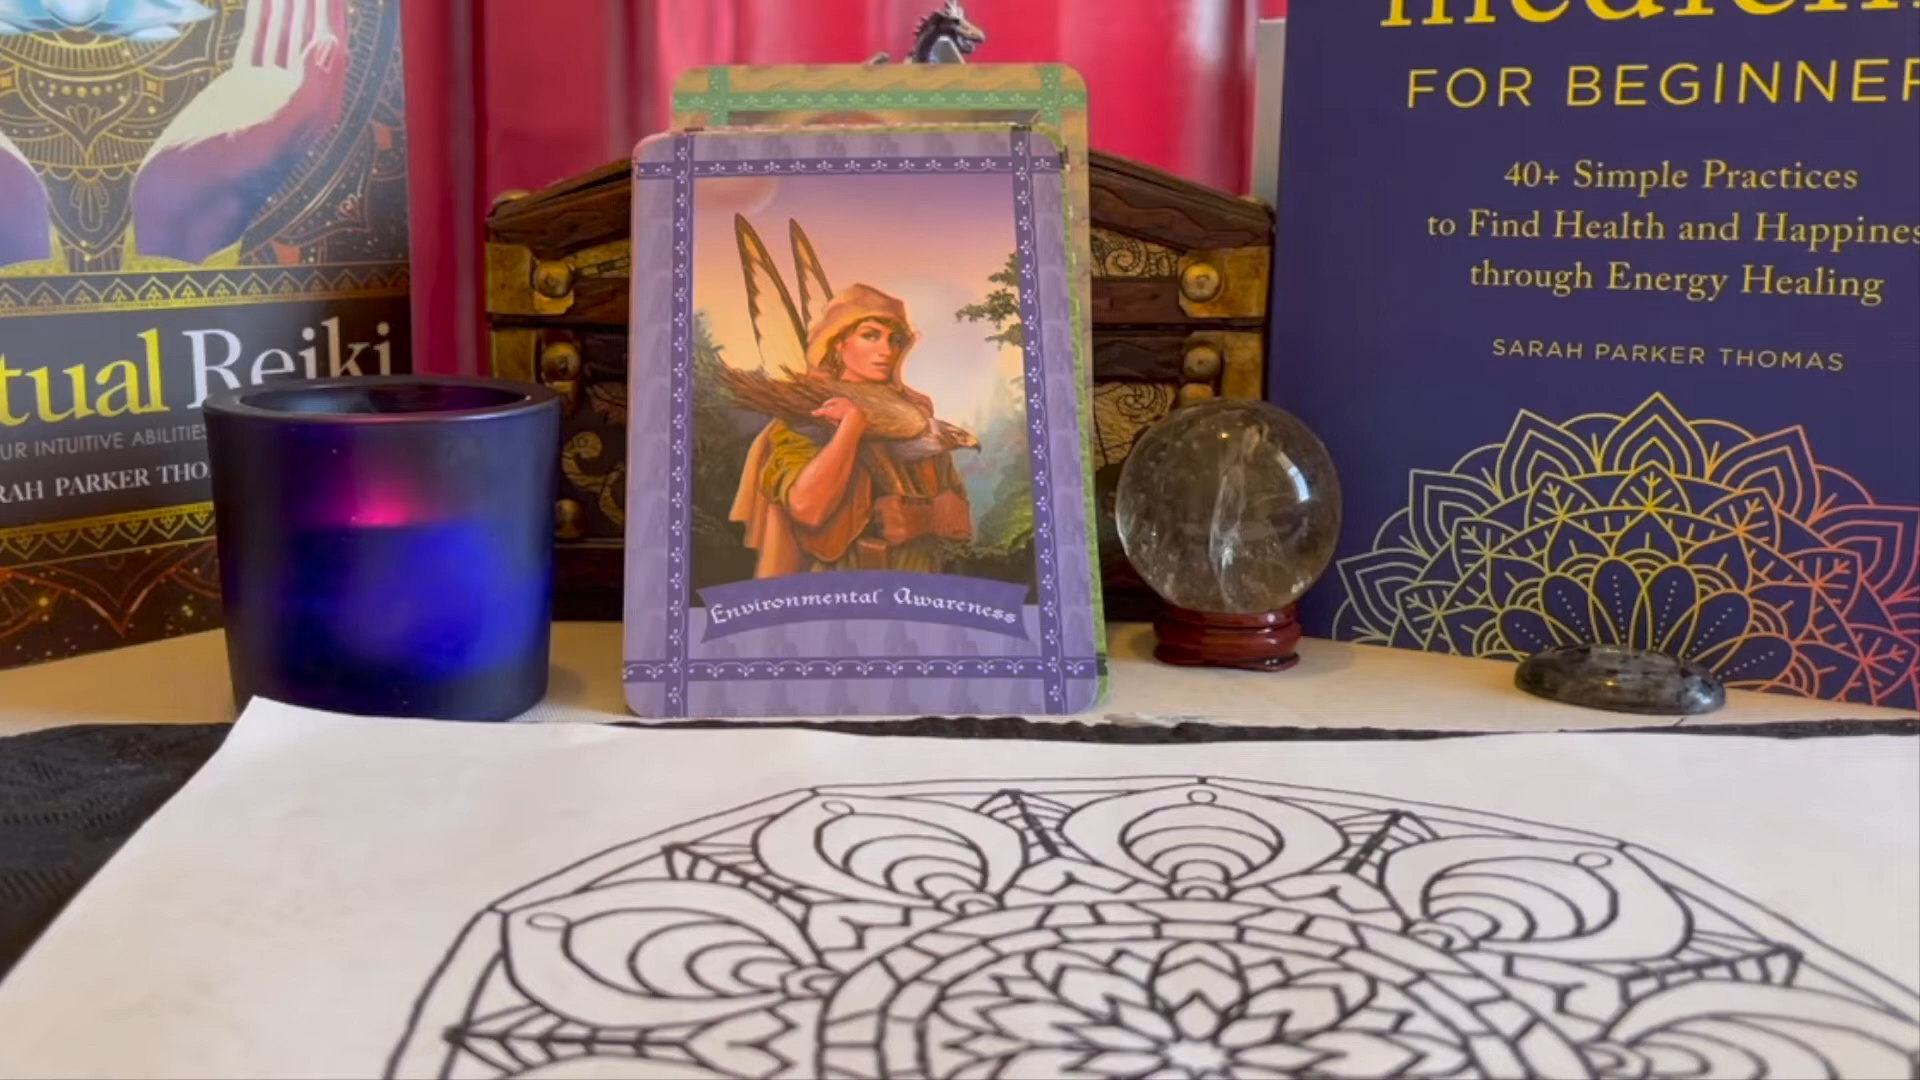 tual Reiki
UR INTUITIVE ABILITIES
RAH PARKER THO
Environmental Awareness
FOR BEGINNER
40+ Simple Practices
to Find Health and Happines
through Energy Healing
SARAH PARKER THOMAS